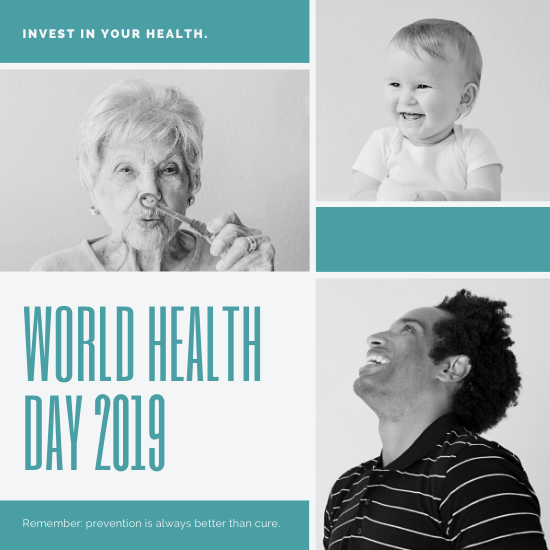 INVEST IN YOUR HEALTH.
WORLD HEALTH
DAY 2019
Remember: prevention is always better than cure.